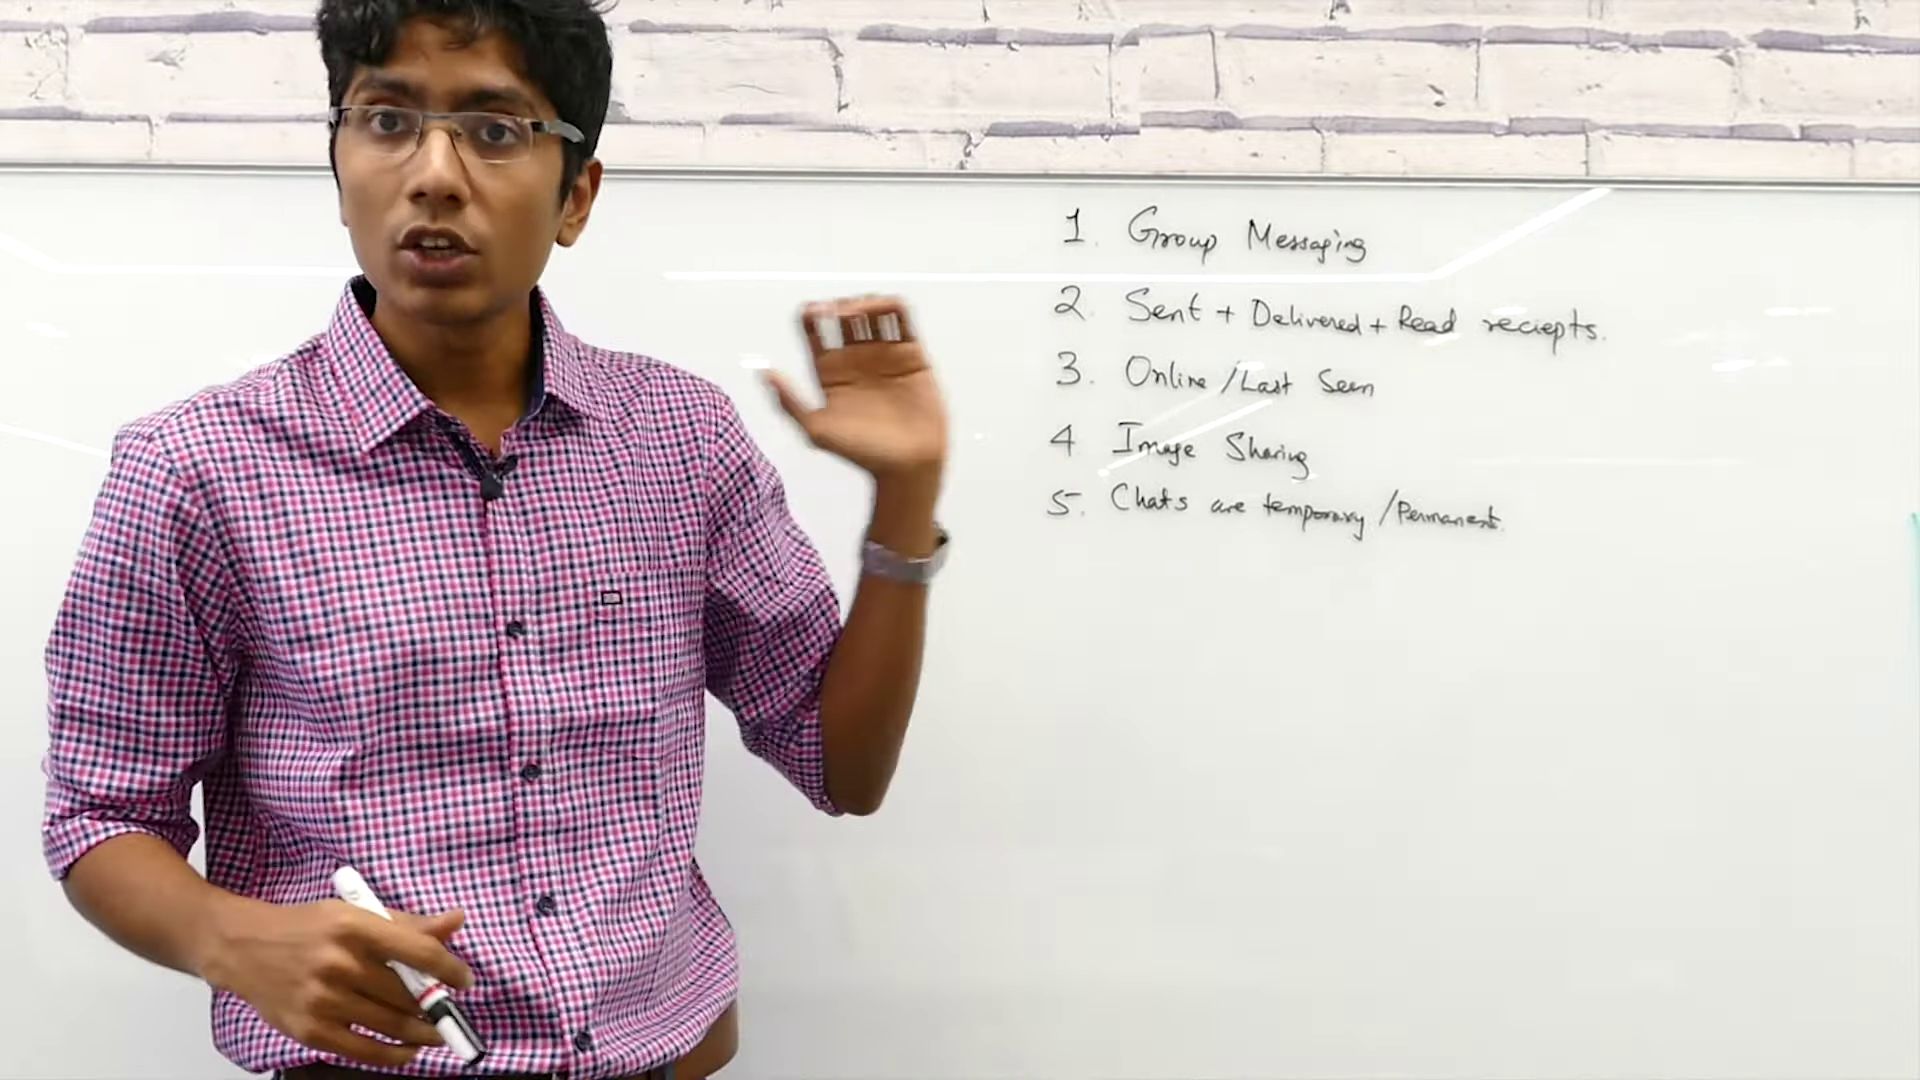 1. Group Messaging
2. Sent + Delivered + Read reciepts.
3. Online / Last Seen
4 Image Sharing
5. Chats are temporary / Permanent.